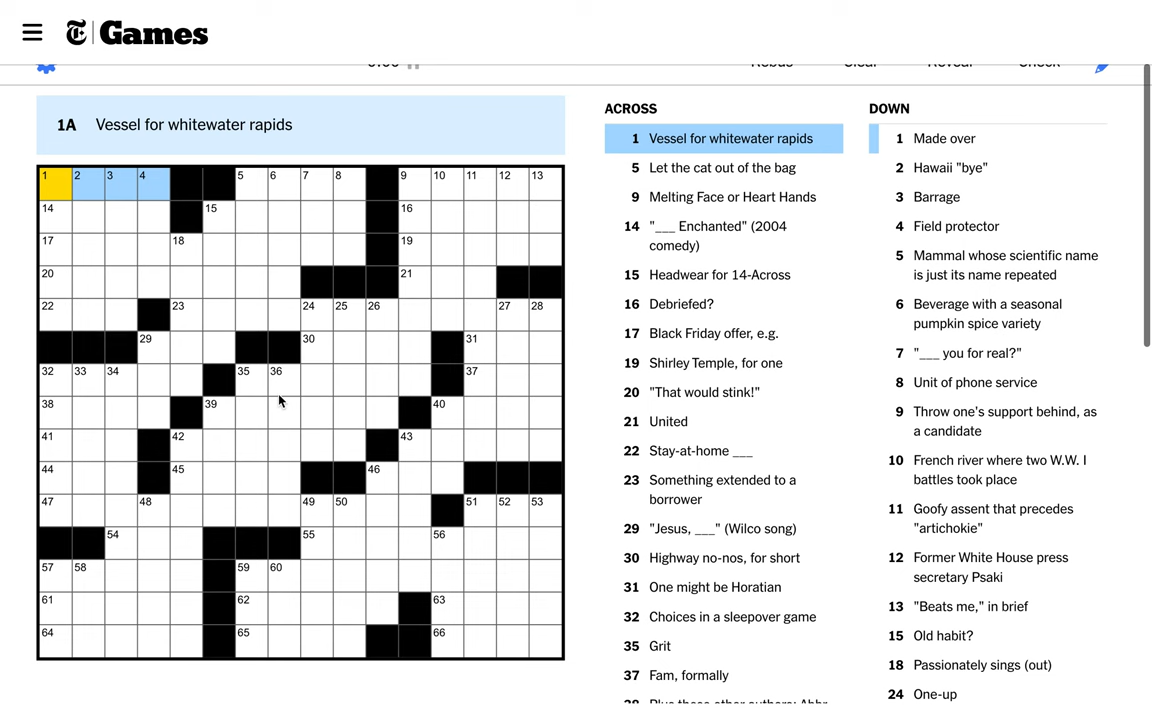 Games
Rebus Clear Reveal Check
1A Vessel for whitewater rapids
1 2 3 4 5 6 7 8 9 10 11 12 13
14 15 16
17 18 19
20 21
22 23 24 25 26 27 28
29 30 31
32 33 34 35 36 37
38 39 40
41 42 43
44 45 46
47 48 49 50 51 52 53
54 55 56
57 58 59 60
61 62 63
64 65 66
ACROSS
1 Vessel for whitewater rapids
5 Let the cat out of the bag
9 Melting Face or Heart Hands
14 "___ Enchanted" (2004
comedy)
15 Headwear for 14-Across
16 Debriefed?
17 Black Friday offer, e.g.
19 Shirley Temple, for one
20 "That would stink!"
21 United
22 Stay-at-home ___
23 Something extended to a
borrower
29 "Jesus, ___" (Wilco song)
30 Highway no-nos, for short
31 One might be Horatian
32 Choices in a sleepover game
35 Grit
37 Fam, formally
DOWN
1 Made over
2 Hawaii "bye"
3 Barrage
4 Field protector
5 Mammal whose scientific name
is just its name repeated
6 Beverage with a seasonal
pumpkin spice variety
7 "___ you for real?"
8 Unit of phone service
9 Throw one's support behind, as
a candidate
10 French river where two W.W. I
battles took place
11 Goofy assent that precedes
"artichokie"
12 Former White House press
secretary Psaki
13 "Beats me," in brief
15 Old habit?
18 Passionately sings (out)
24 One-up